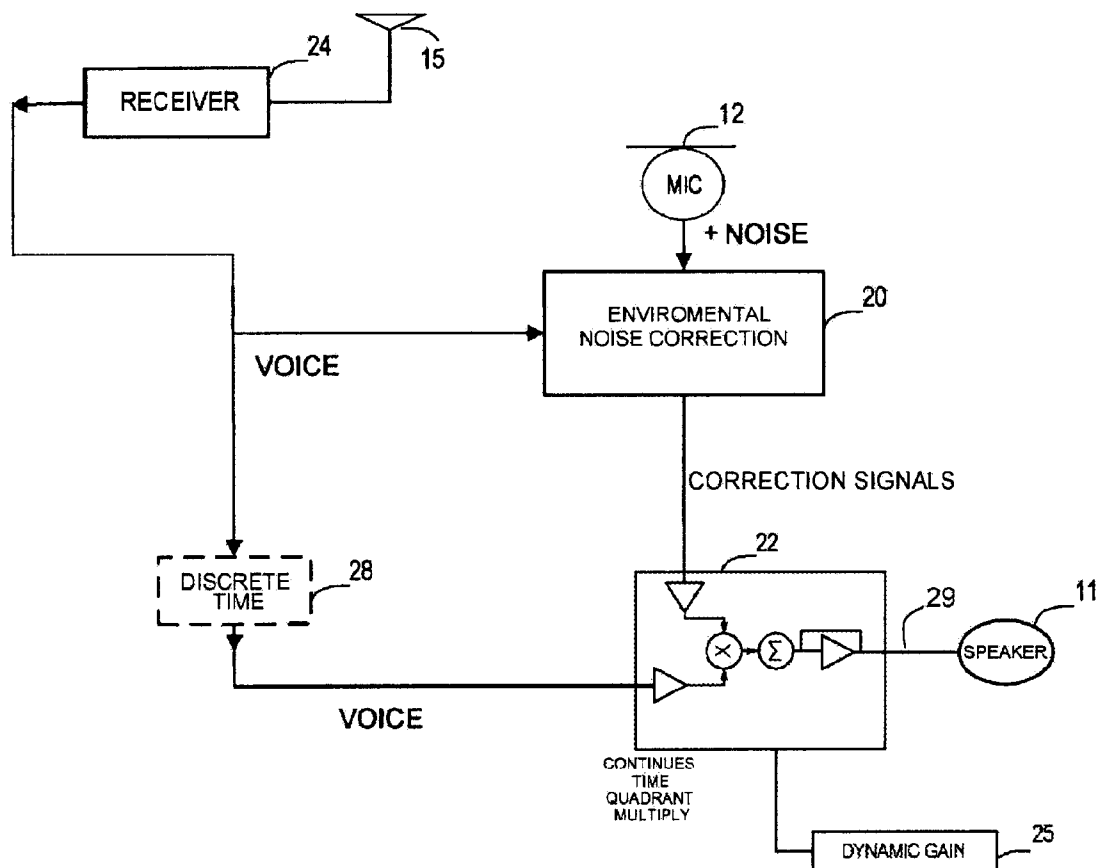 24
15
RECEIVER
12
MIC
+ NOISE
20
ENVIROMENTAL
NOISE CORRECTION
VOICE
CORRECTION SIGNALS
22
28
DISCRETE
TIME
29
11
X
Σ
SPEAKER
VOICE
CONTINUES
TIME
QUADRANT
MULTIPLY
25
DYNAMIC GAIN